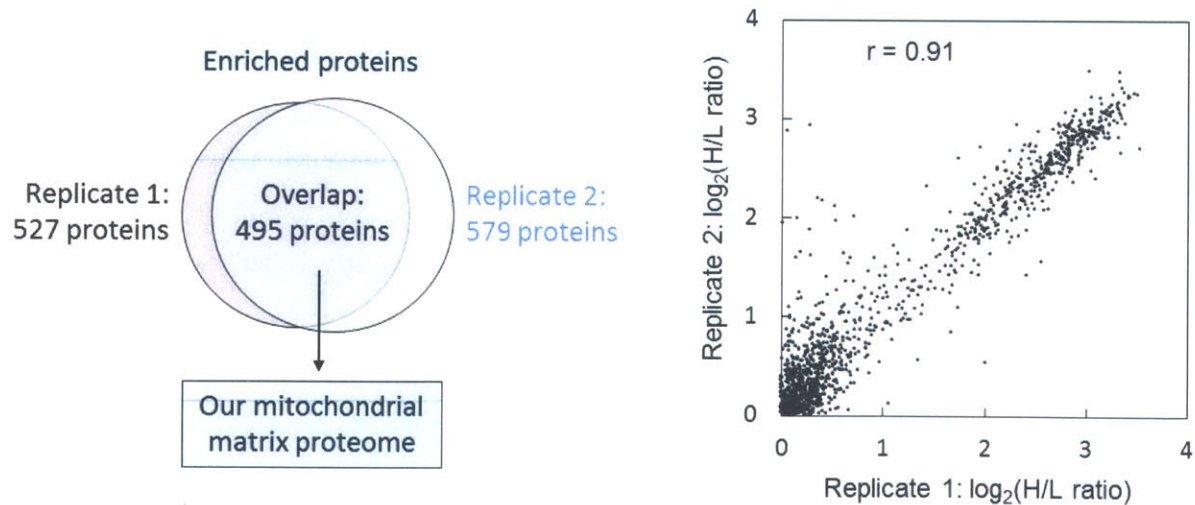 Enriched proteins
Replicate 1:
527 proteins
Overlap:
495 proteins
Replicate 2:
579 proteins
Our mitochondrial
matrix proteome
r = 0.91
Replicate 2: log₂(H/L ratio)
4
3
2
1
0
0 1 2 3 4
Replicate 1: log₂(H/L ratio)